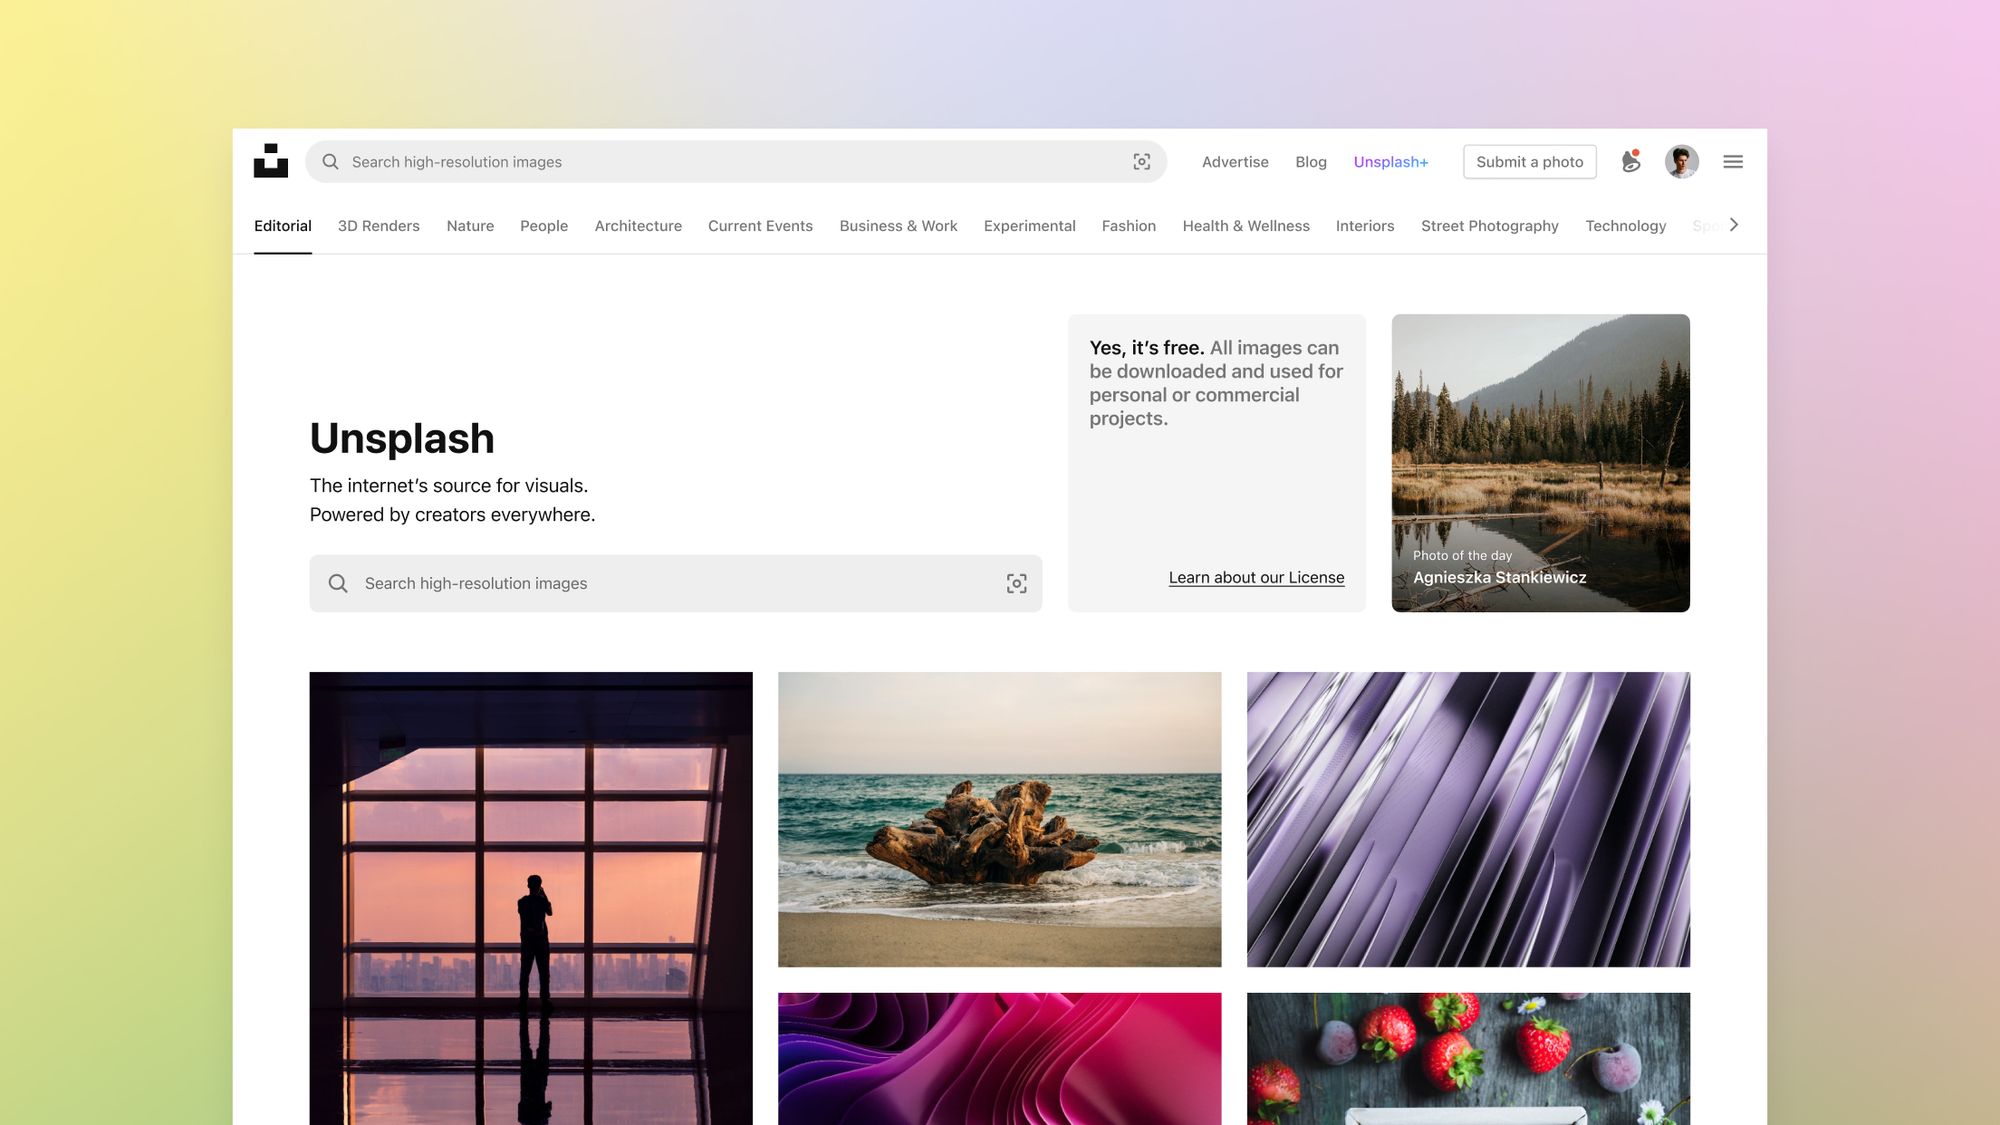 Search high-resolution images
Advertise
Blog
Unsplash+
Submit a photo
Editorial
3D Renders
Nature
People
Architecture
Current Events
Business & Work
Experimental
Fashion
Health & Wellness
Interiors
Street Photography
Technology
Yes, it's free. All images can
be downloaded and used for
personal or commercial
projects.
Learn about our License
Photo of the day
Agnieszka Stankiewicz
Unsplash
The internet's source for visuals.
Powered by creators everywhere.
Search high-resolution images